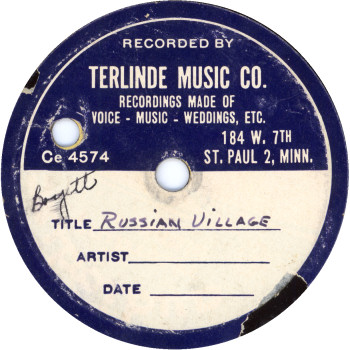 RECORDED BY
TERLINDE MUSIC CO.
RECORDINGS MADE OF
VOICE - MUSIC - WEDDINGS, ETC.
184 W. 7TH
Ce 4574 ST. PAUL 2, MINN.
TITLE RUSSIAN VILLAGE
ARTIST
DATE